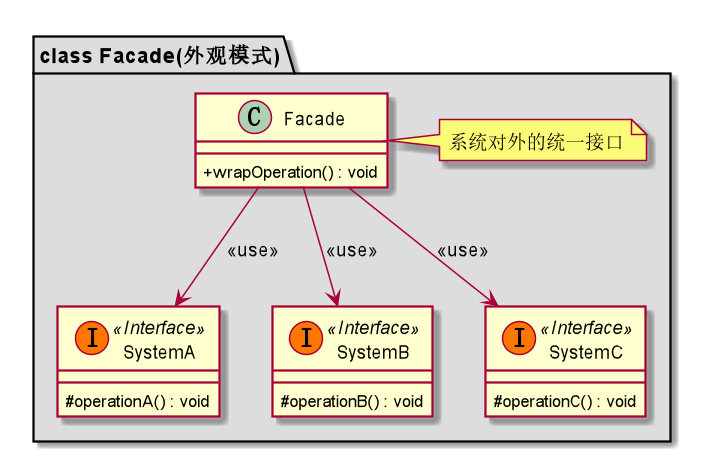 class Facade(外观模式)
C Facade
+wrapOperation() : void
系统对外的统一接口
«use»
«use»
«use»
I «Interface»
SystemA
#operationA() : void
I «Interface»
SystemB
#operationB() : void
I «Interface»
SystemC
#operationC() : void